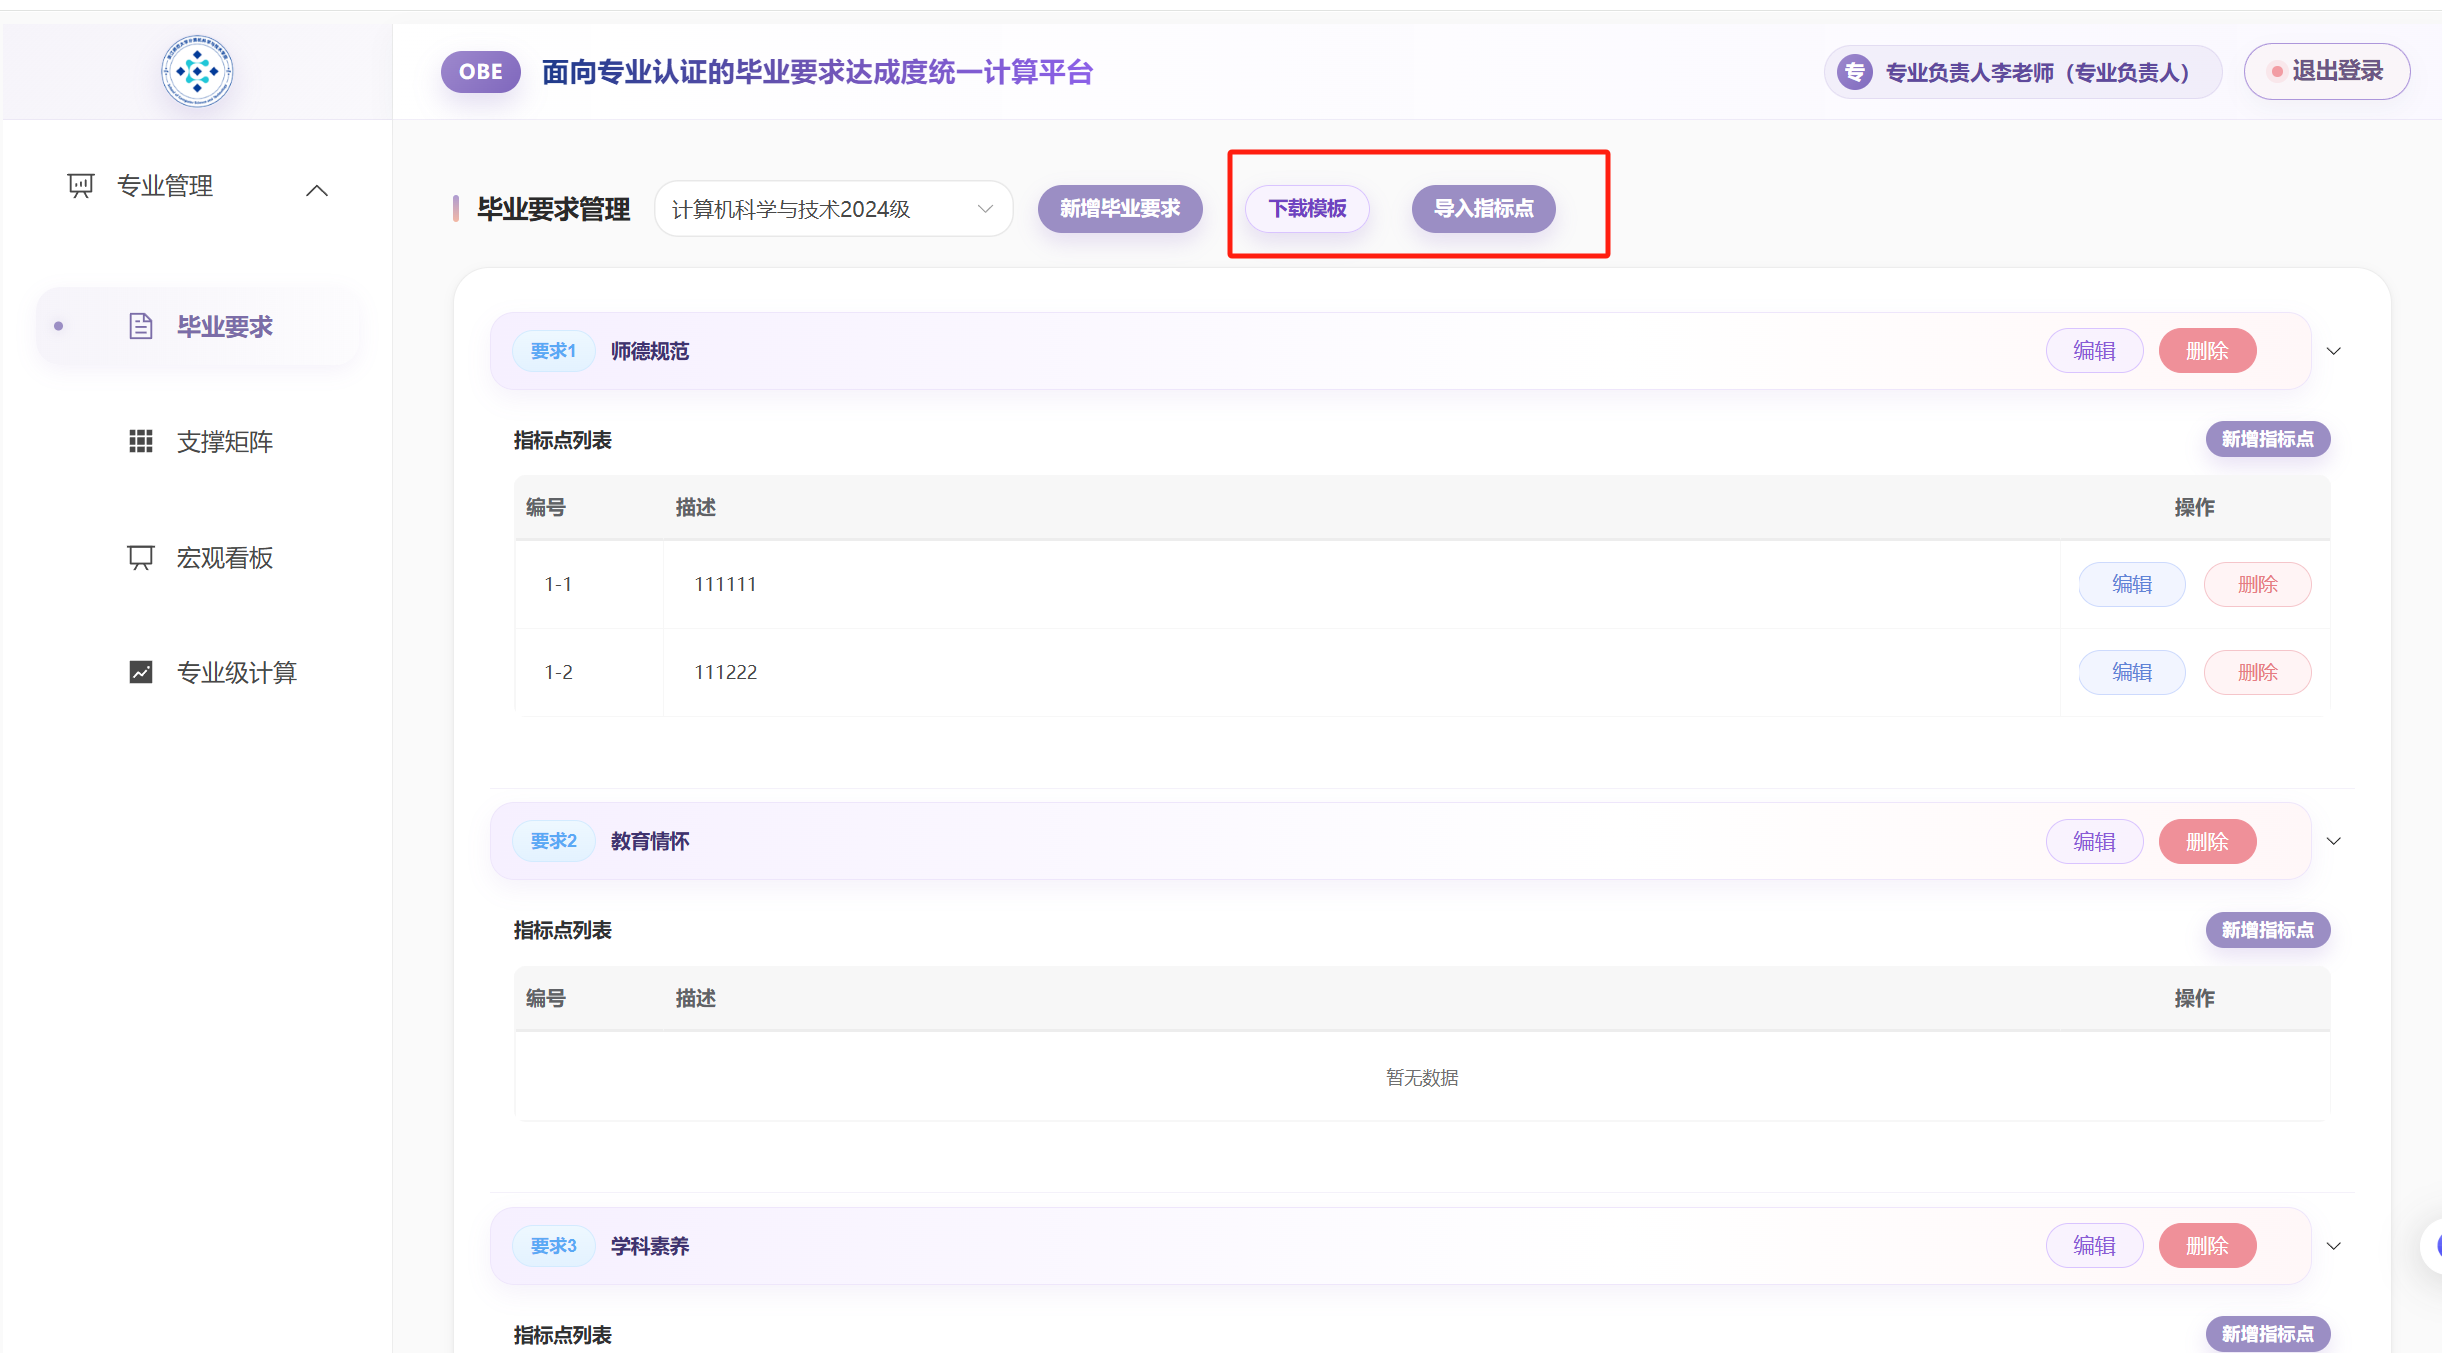 OBE 面向专业认证的毕业要求达成度统一计算平台
专 专业负责人李老师（专业负责人）
退出登录
专业管理
毕业要求
支撑矩阵
宏观看板
专业级计算
毕业要求管理 计算机科学与技术2024级 新增毕业要求 下载模板 导入指标点
要求1 师德规范 编辑 删除
指标点列表 新增指标点
编号 描述 操作
1-1 111111 编辑 删除
1-2 111222 编辑 删除
要求2 教育情怀 编辑 删除
指标点列表 新增指标点
编号 描述 操作
暂无数据
要求3 学科素养 编辑 删除
指标点列表 新增指标点